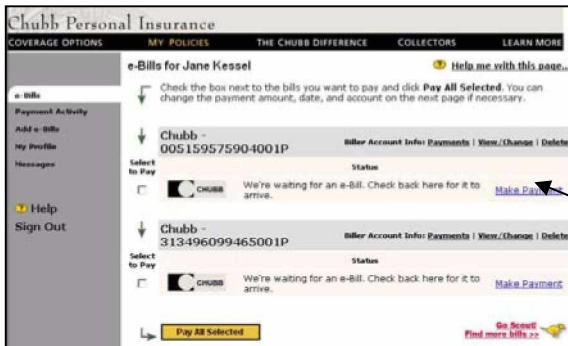 Chubb Personal Insurance
COVERAGE OPTIONS MY POLICIES THE CHUBB DIFFERENCE COLLECTORS LEARN MORE
e-Bills for Jane Kessel
? Help me with this page..
Check the box next to the bills you want to pay and click Pay All Selected. You can
change the payment amount, date, and account on the next page if necessary.
e-Bills
Payment Activity
Add e-Bills
My Profile
Messages
? Help
Sign Out
Chubb -
005159575904001P
Biller Account Info: Payments | View/Change | Delete
Select
to Pay
Status
CHUBB
We're waiting for an e-Bill. Check back here for it to
arrive.
Make Payment
Chubb -
313496099465001P
Biller Account Info: Payments | View/Change | Delete
Select
to Pay
Status
CHUBB
We're waiting for an e-Bill. Check back here for it to
arrive.
Make Payment
Pay All Selected
Go Scout!
Find more bills >>